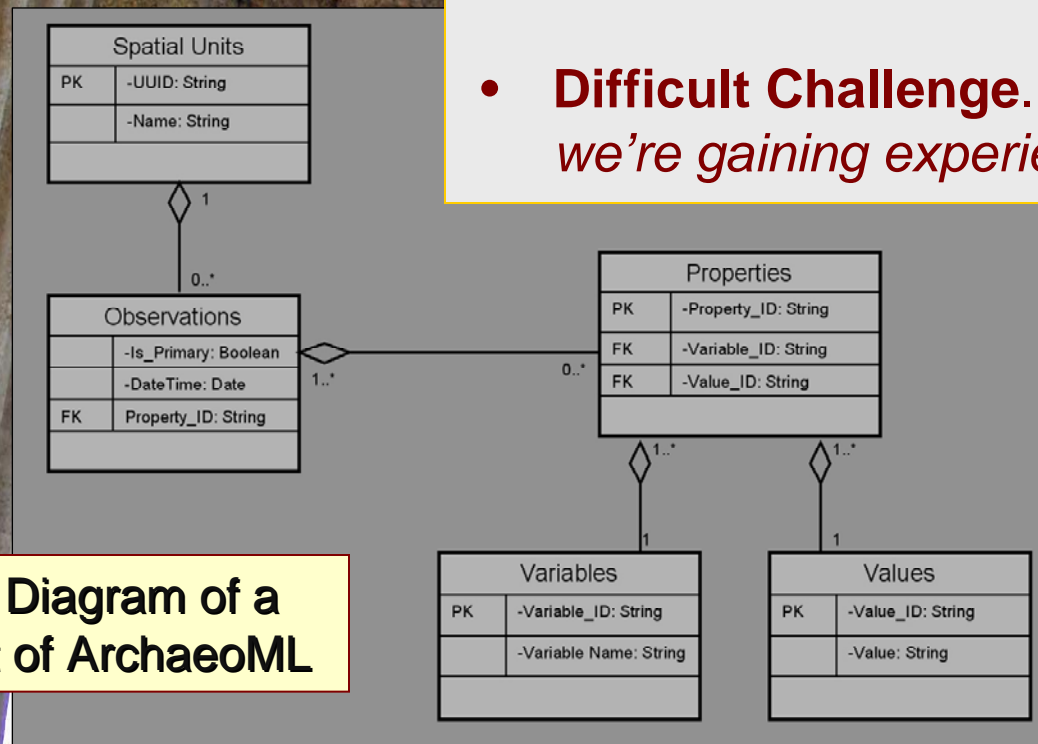 Spatial Units
PK -UUID: String
-Name: String
• Difficult Challenge.
we're gaining
1
0..*
Observations
-Is_Primary: Boolean
-DateTime: Date
FK Property_ID: String
1..*
0..*
Properties
PK -Property_ID: String
FK -Variable_ID: String
FK -Value_ID: String
1..*
1..*
1
1
Variables
PK -Variable_ID: String
-Variable Name: String
Values
PK -Value_ID: String
-Value: String
Diagram of a
of ArchaeoML